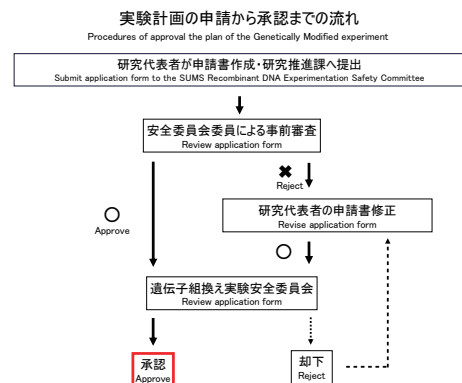 実験計画の申請から承認までの流れ
Procedures of approval the plan of the Genetically Modified experiment
研究代表者が申請書作成・研究推進課へ提出
Submit application form to the SUMS Recombinant DNA Experimentation Safety Committee
安全委員会委員による事前審査
Review application form
✖
Reject
○
Approve
研究代表者の申請書修正
Revise application form
○
遺伝子組換え実験安全委員会
Review application form
承認
Approve
却下
Reject